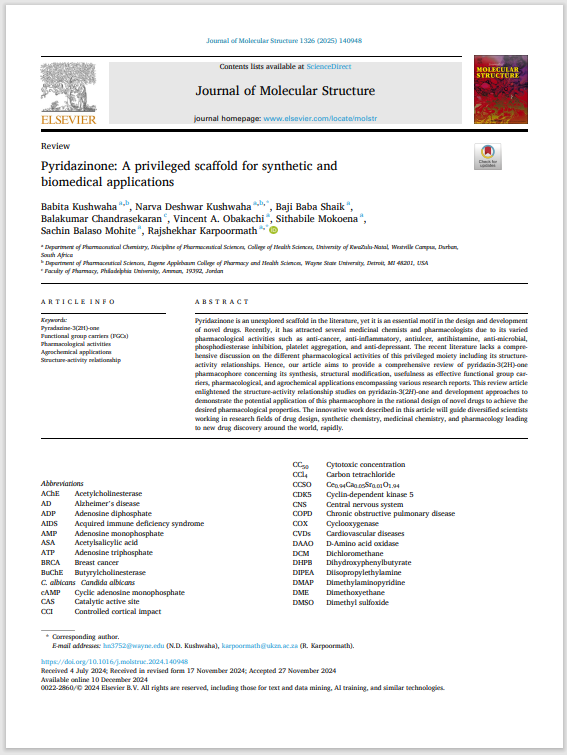 Journal of Molecular Structure 1326 (2025) 140948
Contents lists available at ScienceDirect
Journal of Molecular Structure
journal homepage: www.elsevier.com/locate/molstr
ELSEVIER
MOLECULAR
STRUCTURE
Check for
updates
Review
Pyridazinone: A privileged scaffold for synthetic and
biomedical applications
Babita Kushwaha a,b, Narva Deshwar Kushwaha a,b,*, Baji Baba Shaik a,
Balakumar Chandrasekaran c, Vincent A. Obakachi a, Sithabile Mokoena a,
Sachin Balaso Mohite a, Rajshekhar Karpoormath a,*
a Department of Pharmaceutical Chemistry, Discipline of Pharmaceutical Sciences, College of Health Sciences, University of KwaZulu-Natal, Westville Campus, Durban,
South Africa
b Department of Pharmaceutical Sciences, Eugene Applebaum College of Pharmacy and Health Sciences, Wayne State University, Detroit, MI 48201, USA
c Faculty of Pharmacy, Philadelphia University, Amman, 19392, Jordan
ARTICLE INFO
Keywords:
Pyradazine-3(2H)-one
Functional group carriers (FGCs)
Pharmacological activities
Agrochemical applications
Structure-activity relationship
ABSTRACT
Pyridazinone is an unexplored scaffold in the literature, yet it is an essential motif in the design and development
of novel drugs. Recently, it has attracted several medicinal chemists and pharmacologists due to its varied
pharmacological activities such as anti-cancer, anti-inflammatory, antiulcer, antihistamine, anti-microbial,
phosphodiesterase inhibition, platelet aggregation, and anti-depressant. The recent literature lacks a compre-
hensive discussion on the different pharmacological activities of this privileged moiety including its structure-
activity relationships. Hence, our article aims to provide a comprehensive review of pyridazin-3(2H)-one
pharmacophore concerning its synthesis, structural modification, usefulness as effective functional group car-
riers, pharmacological, and agrochemical applications encompassing various research reports. This review article
enlightened the structure-activity relationship studies on pyridazin-3(2H)-one and development approaches to
demonstrate the potential application of this pharmacophore in the rational design of novel drugs to achieve the
desired pharmacological properties. The innovative work described in this article will guide diversified scientists
working in research fields of drug design, synthetic chemistry, medicinal chemistry, and pharmacology leading
to new drug discovery around the world, rapidly.
Abbreviations
AChE Acetylcholinesterase
AD Alzheimer's disease
ADP Adenosine diphosphate
AIDS Acquired immune deficiency syndrome
AMP Adenosine monophosphate
ASA Acetylsalicylic acid
ATP Adenosine triphosphate
BRCA Breast cancer
BuChE Butyrylcholinesterase
C. albicans Candida albicans
cAMP Cyclic adenosine monophosphate
CAS Catalytic active site
CCI Controlled cortical impact
CC50 Cytotoxic concentration
CCl4 Carbon tetrachloride
CCSO Ce0.94Ca0.05Sr0.01O1.94
CDK5 Cyclin-dependent kinase 5
CNS Central nervous system
COPD Chronic obstructive pulmonary disease
COX Cyclooxygenase
CVDs Cardiovascular diseases
DAAO D-Amino acid oxidase
DCM Dichloromethane
DHPB Dihydroxyphenylbutyrate
DIPEA Diisopropylethylamine
DMAP Dimethylaminopyridine
DME Dimethoxyethane
DMSO Dimethyl sulfoxide
* Corresponding author.
E-mail addresses: hn3752@wayne.edu (N.D. Kushwaha), karpoormath@ukzn.ac.za (R. Karpoormath).
https://doi.org/10.1016/j.molstruc.2024.140948
Received 4 July 2024; Received in revised form 17 November 2024; Accepted 27 November 2024
Available online 10 December 2024
0022-2860/© 2024 Elsevier B.V. All rights are reserved, including those for text and data mining, AI training, and similar technologies.